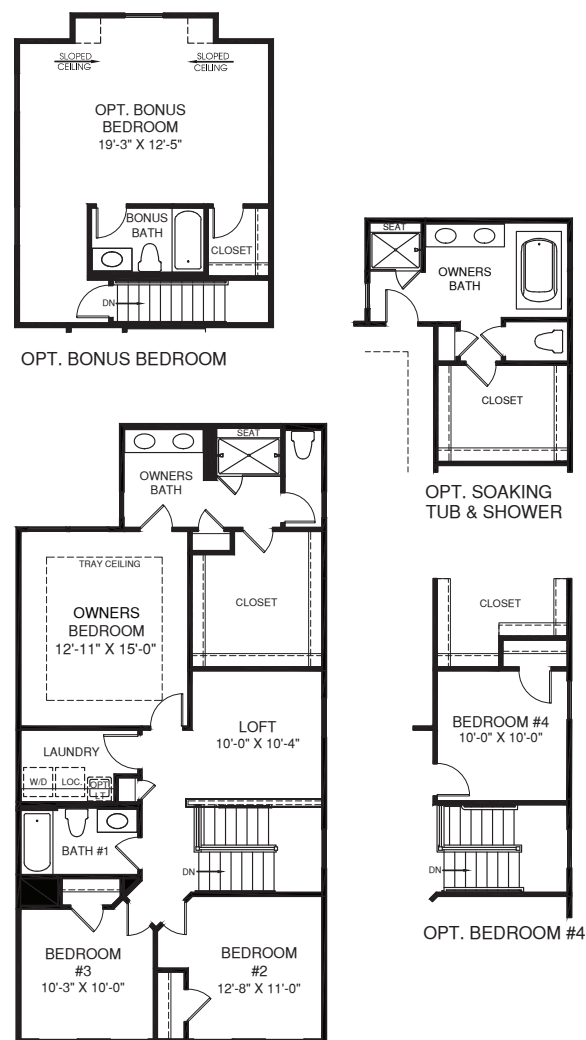 SLOPED
CEILING
SLOPED
CEILING
OPT. BONUS
BEDROOM
19'-3" X 12'-5"
BONUS
BATH
CLOSET
DN
OPT. BONUS BEDROOM
SEAT
OWNERS
BATH
CLOSET
OPT. SOAKING
TUB & SHOWER
SEAT
OWNERS
BATH
TRAY CEILING
OWNERS
BEDROOM
12'-11" X 15'-0"
CLOSET
LOFT
10'-0" X 10'-4"
LAUNDRY
W/D
LOC.
OPT
LT
BATH #1
DN
BEDROOM
#3
10'-3" X 10'-0"
BEDROOM
#2
12'-8" X 11'-0"
CLOSET
BEDROOM #4
10'-0" X 10'-0"
DN
OPT. BEDROOM #4